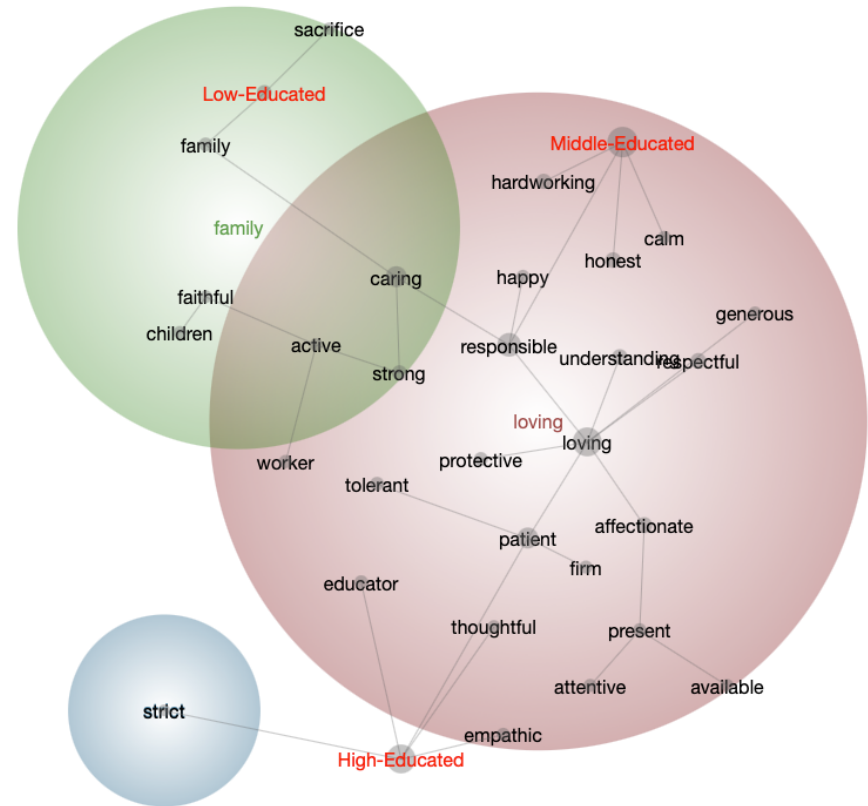 sacrifice
Low-Educated
family
Middle-Educated
hardworking
family
calm
honest
caring
happy
faithful
generous
children
active
responsible
understanding
respectful
strong
loving
loving
worker
protective
tolerant
affectionate
patient
firm
educator
thoughtful
present
attentive
available
strict
empathic
High-Educated